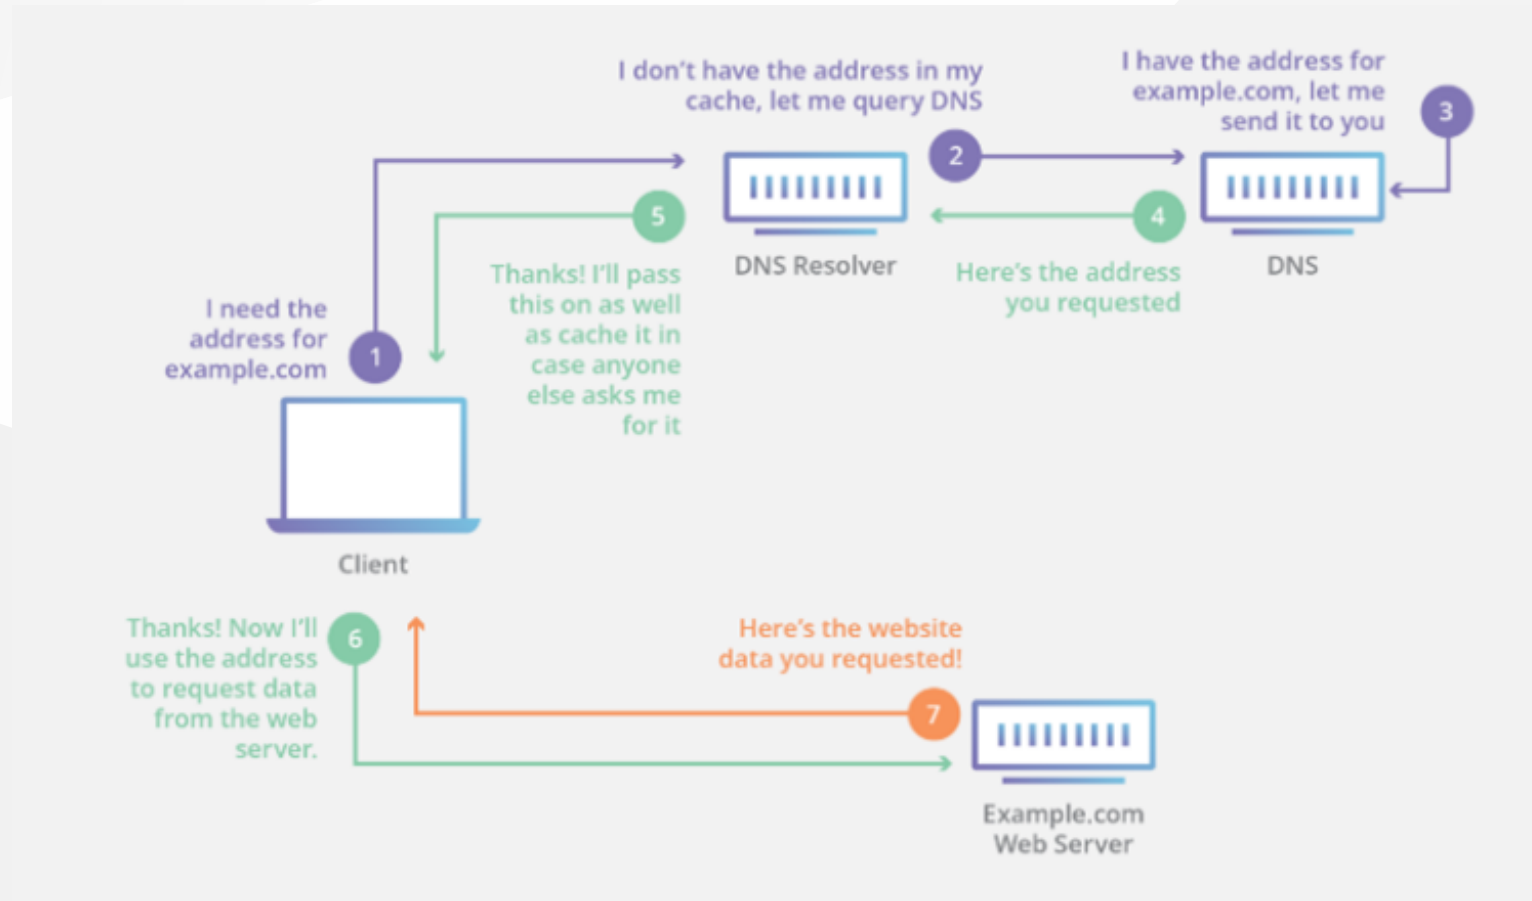 I don't have the address in my
cache, let me query DNS
I have the address for
example.com, let me
send it to you
3
2
5
4
DNS Resolver
DNS
Thanks! I'll pass
this on as well
as cache it in
case anyone
else asks me
for it
Here's the address
you requested
I need the
address for
example.com
1
Client
Thanks! Now I'll
use the address
to request data
from the web
server.
6
Here's the website
data you requested!
7
Example.com
Web Server